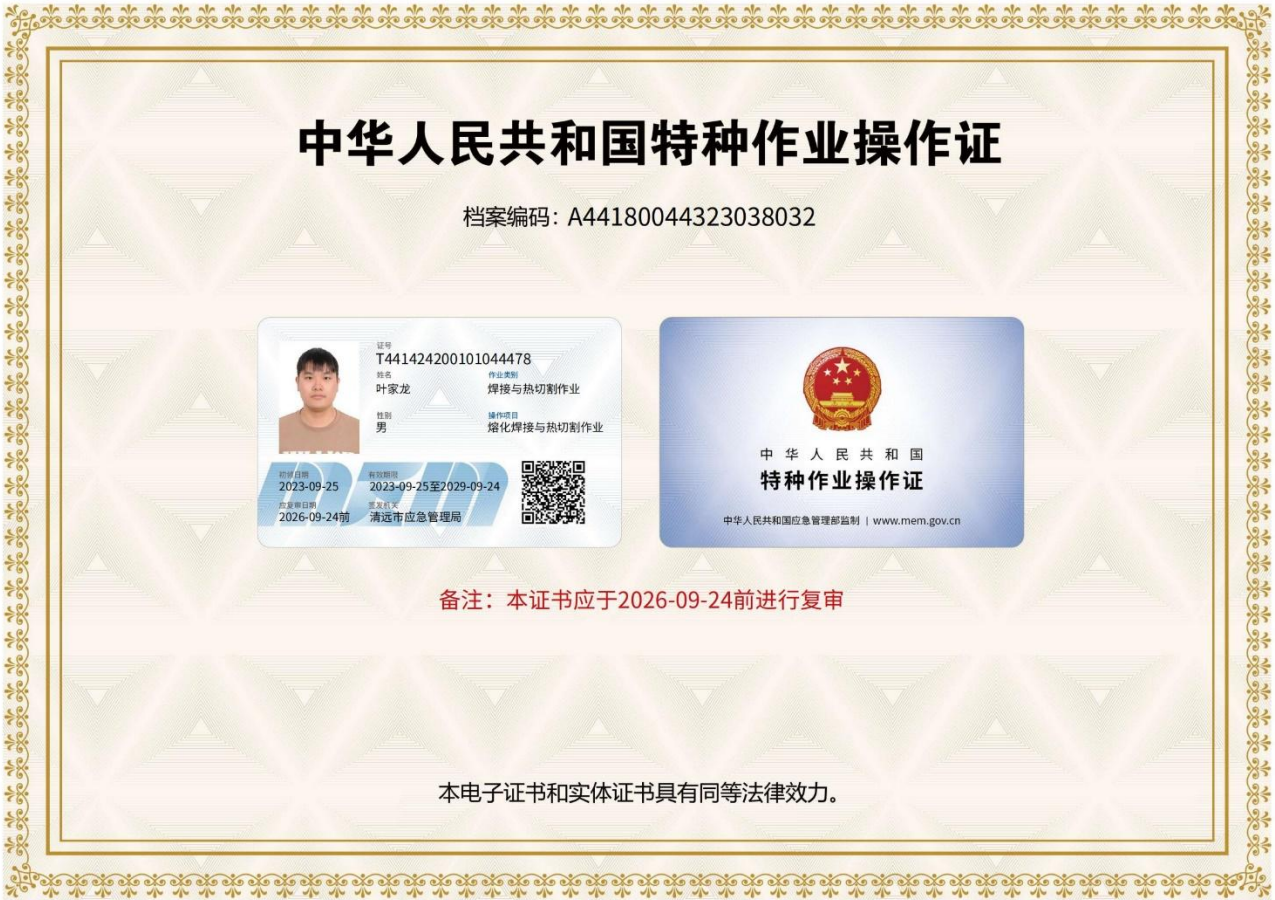 中华人民共和国特种作业操作证
档案编码：A44180044323038032
证号
T441424200101044478
姓名
作业类别
叶家龙
焊接与热切割作业
性别
操作项目
男
熔化焊接与热切割作业
初领日期
有效期限
2023-09-25
2023-09-25至2029-09-24
应复审日期
签发机关
2026-09-24前
清远市应急管理局
中华人民共和国
特种作业操作证
中华人民共和国应急管理部监制 | www.mem.gov.cn
备注：本证书应于2026-09-24前进行复审
本电子证书和实体证书具有同等法律效力。